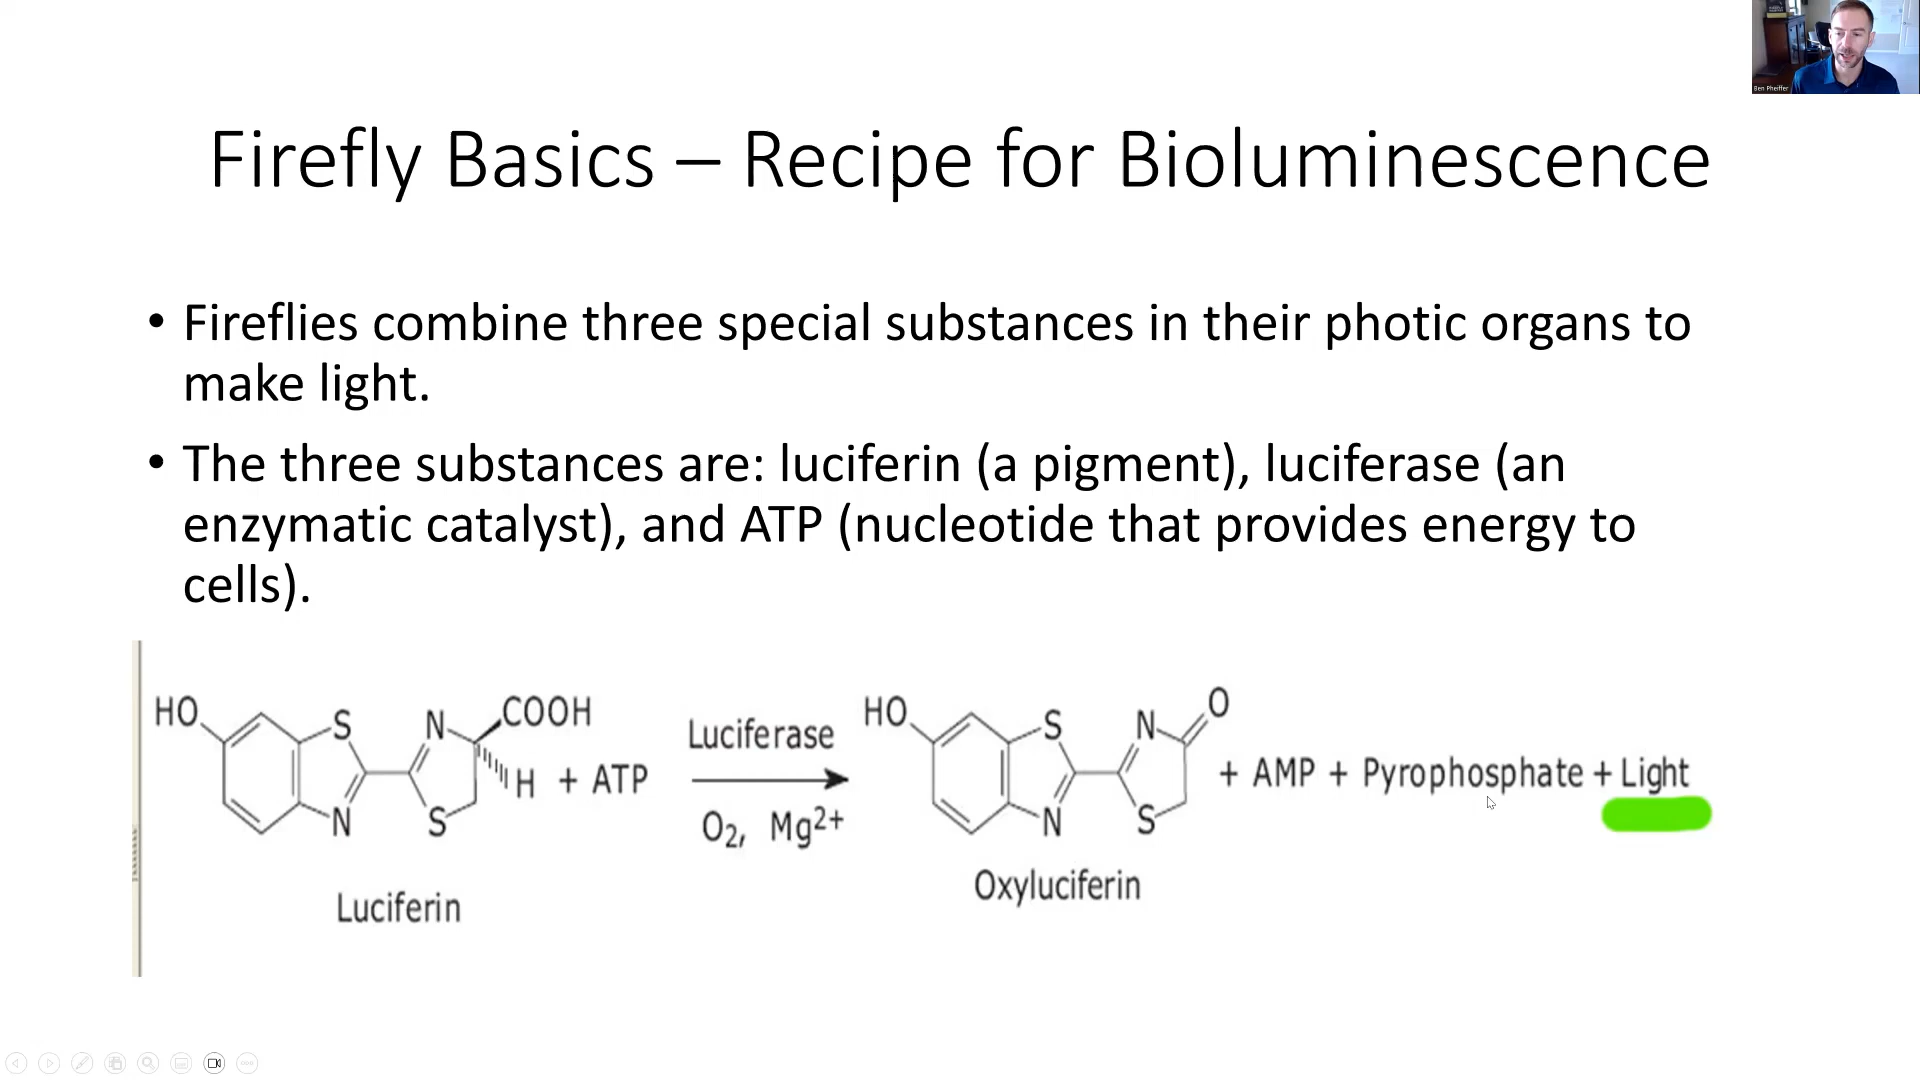 Ben Pheiffer
Firefly Basics – Recipe for Bioluminescence
• Fireflies combine three special substances in their photic organs to
make light.
• The three substances are: luciferin (a pigment), luciferase (an
enzymatic catalyst), and ATP (nucleotide that provides energy to
cells).
HO S N COOH H + ATP N S
Luciferase
O2, Mg2+
HO S N O N S + AMP + Pyrophosphate + Light
Luciferin
Oxyluciferin